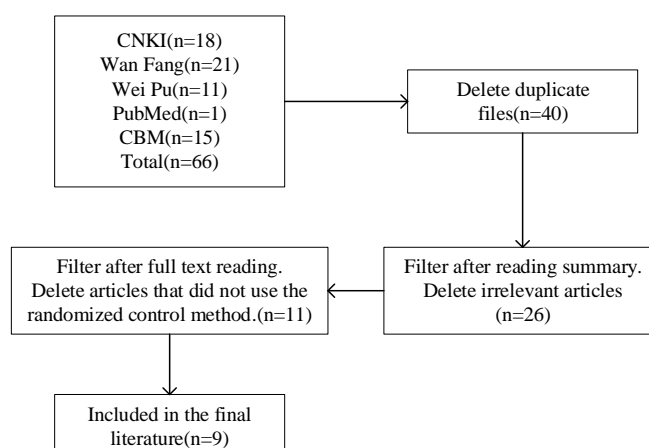 CNKI(n=18)
Wan Fang(n=21)
Wei Pu(n=11)
PubMed(n=1)
CBM(n=15)
Total(n=66)
Delete duplicate
files(n=40)
Filter after reading summary.
Delete irrelevant articles
(n=26)
Filter after full text reading.
Delete articles that did not use the
randomized control method.(n=11)
Included in the final
literature(n=9)